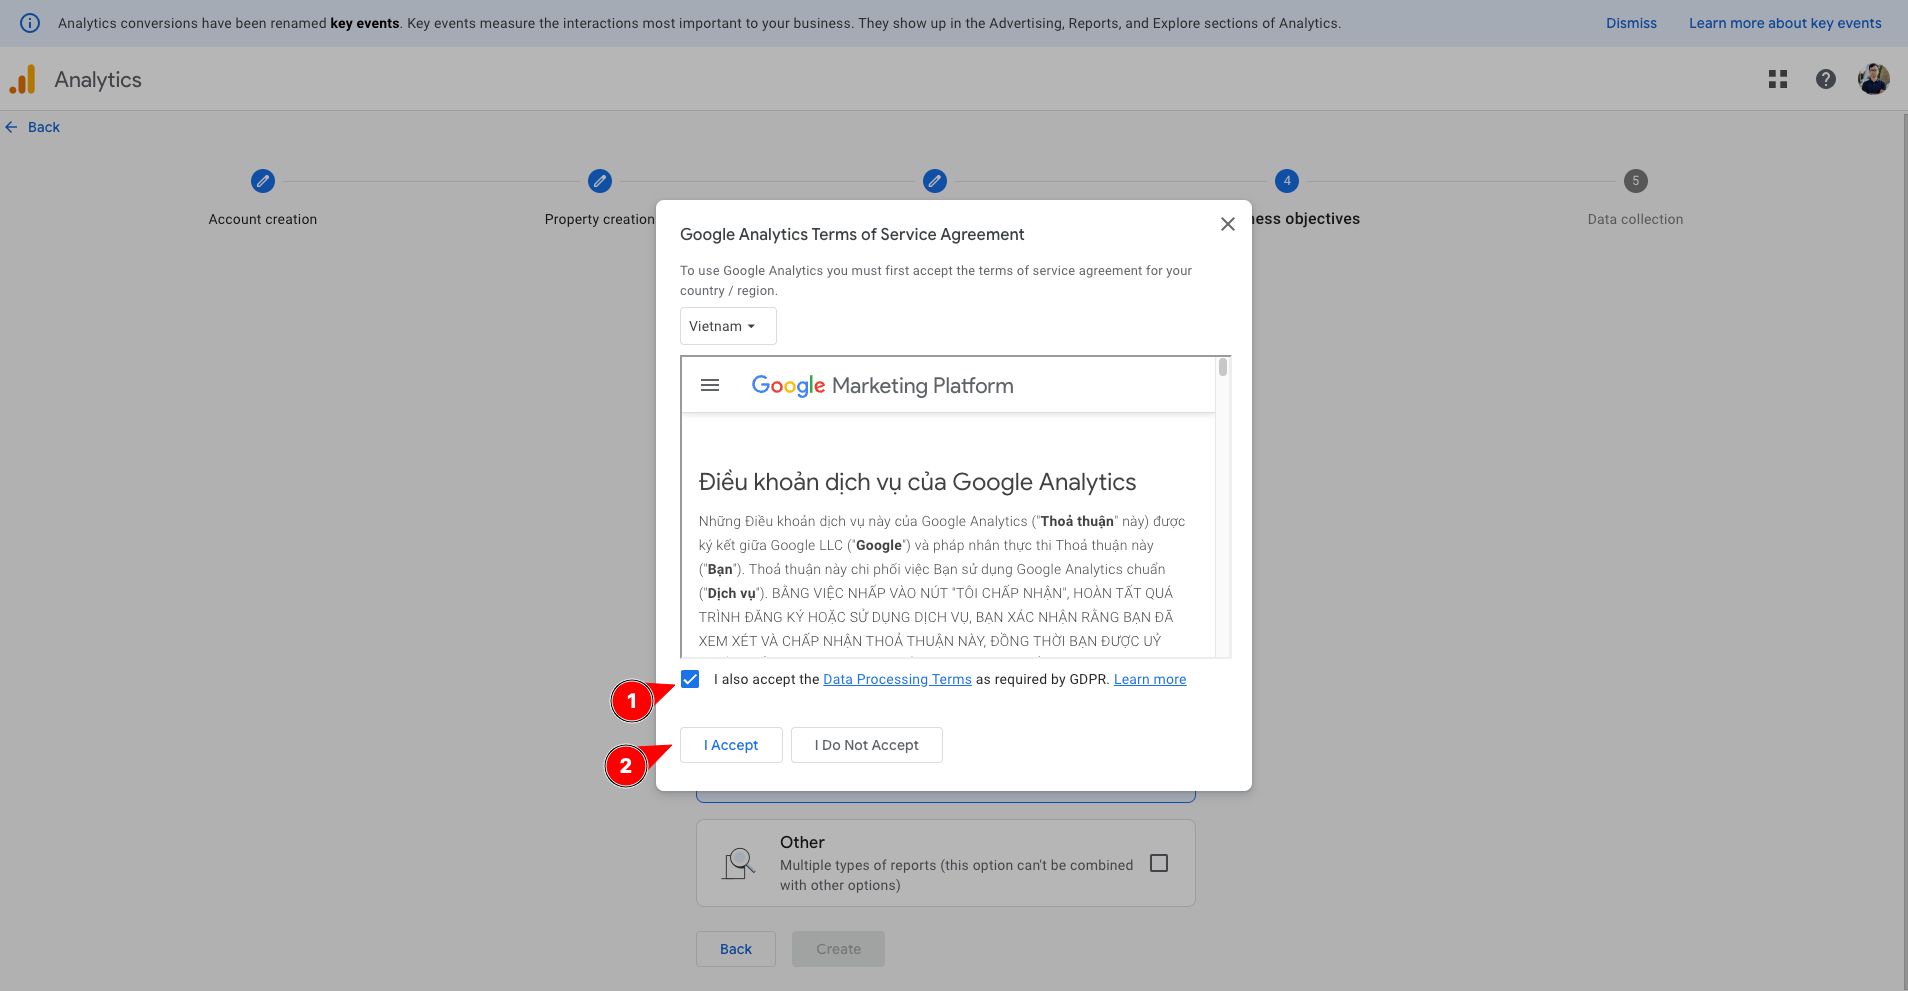 Analytics conversions have been renamed key events. Key events measure the interactions most important to your business. They show up in the Advertising, Reports, and Explore sections of Analytics.
Dismiss
Learn more about key events
Analytics
Back
4
5
Account creation
Property creation
ness objectives
Data collection
Google Analytics Terms of Service Agreement
To use Google Analytics you must first accept the terms of service agreement for your
country / region.
Vietnam
Google Marketing Platform
Điều khoản dịch vụ của Google Analytics
Những Điều khoản dịch vụ này của Google Analytics ("Thoả thuận" này) được
ký kết giữa Google LLC ("Google") và pháp nhân thực thi Thoả thuận này
("Bạn"). Thoả thuận này chi phối việc Bạn sử dụng Google Analytics chuẩn
("Dịch vụ"). BẰNG VIỆC NHẤP VÀO NÚT "TÔI CHẤP NHẬN", HOÀN TẤT QUÁ
TRÌNH ĐĂNG KÝ HOẶC SỬ DỤNG DỊCH VỤ, BẠN XÁC NHẬN RẰNG BẠN ĐÃ
XEM XÉT VÀ CHẤP NHẬN THOẢ THUẬN NÀY, ĐỒNG THỜI BẠN ĐƯỢC UỶ
I also accept the Data Processing Terms as required by GDPR. Learn more
1
I Accept
I Do Not Accept
2
Other
Multiple types of reports (this option can't be combined
with other options)
Back
Create